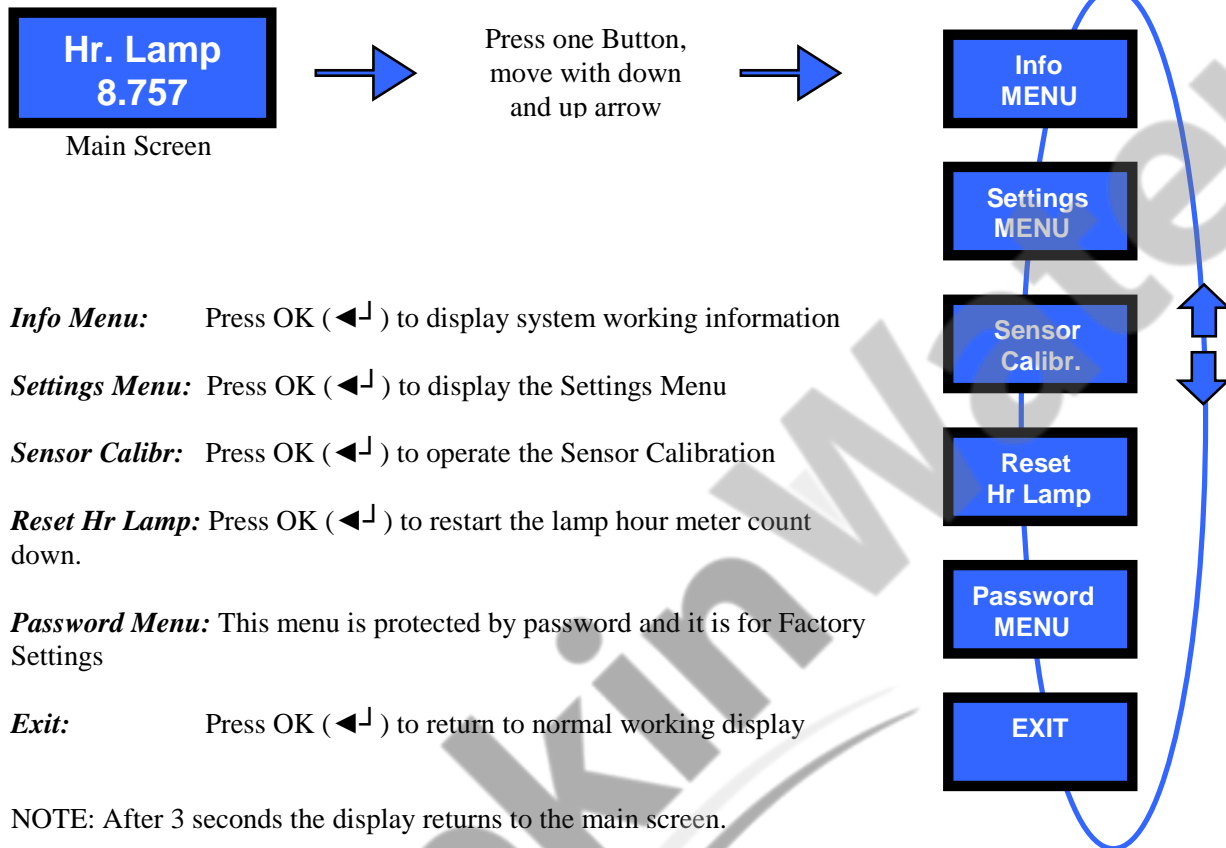 Hr. Lamp
8.757
Main Screen
Press one Button,
move with down
and up arrow
Info
MENU
Settings
MENU
Sensor
Calibr.
Reset
Hr Lamp
Password
MENU
EXIT
Info Menu: Press OK (◄┘) to display system working information
Settings Menu: Press OK (◄┘) to display the Settings Menu
Sensor Calibr: Press OK (◄┘) to operate the Sensor Calibration
Reset Hr Lamp: Press OK (◄┘) to restart the lamp hour meter count
down.
Password Menu: This menu is protected by password and it is for Factory
Settings
Exit: Press OK (◄┘) to return to normal working display
NOTE: After 3 seconds the display returns to the main screen.